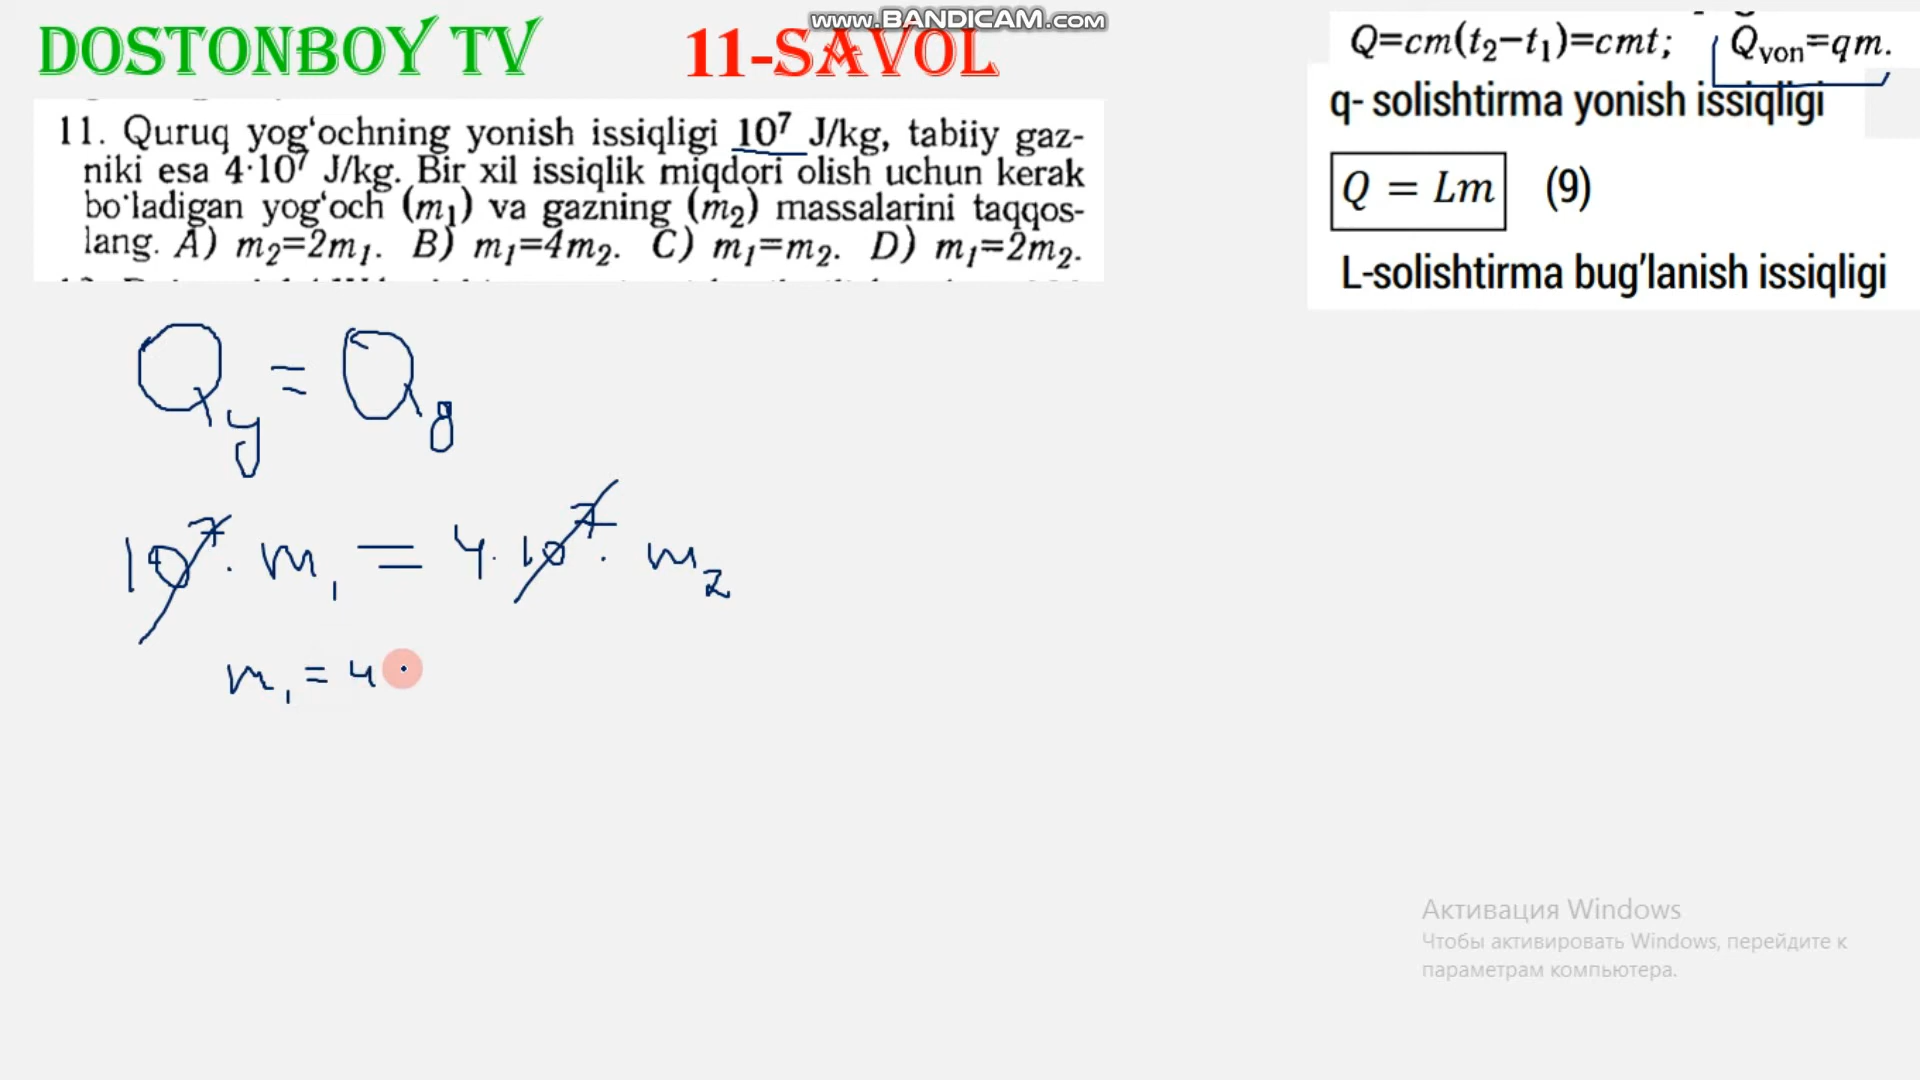 www.BANDICAM.com
DOSTONBOY TV
11-SAVOL
11. Quruq yog‘ochning yonish issiqligi 10⁷ J/kg, tabiiy gaz-
niki esa 4·10⁷ J/kg. Bir xil issiqlik miqdori olish uchun kerak
bo‘ladigan yog‘och (m₁) va gazning (m₂) massalarini taqqos-
lang. A) m₂=2m₁. B) m₁=4m₂. C) m₁=m₂. D) m₁=2m₂.
Q=cm(t₂−t₁)=cmt; Qyon=qm.
q- solishtirma yonish issiqligi
Q = Lm (9)
L-solishtirma bug’lanish issiqligi
Qy = Qg
10⁷ · m₁ = 4 · 10⁷ · m₂
m₁ = 4
Активация Windows
Чтобы активировать Windows, перейдите к
параметрам компьютера.